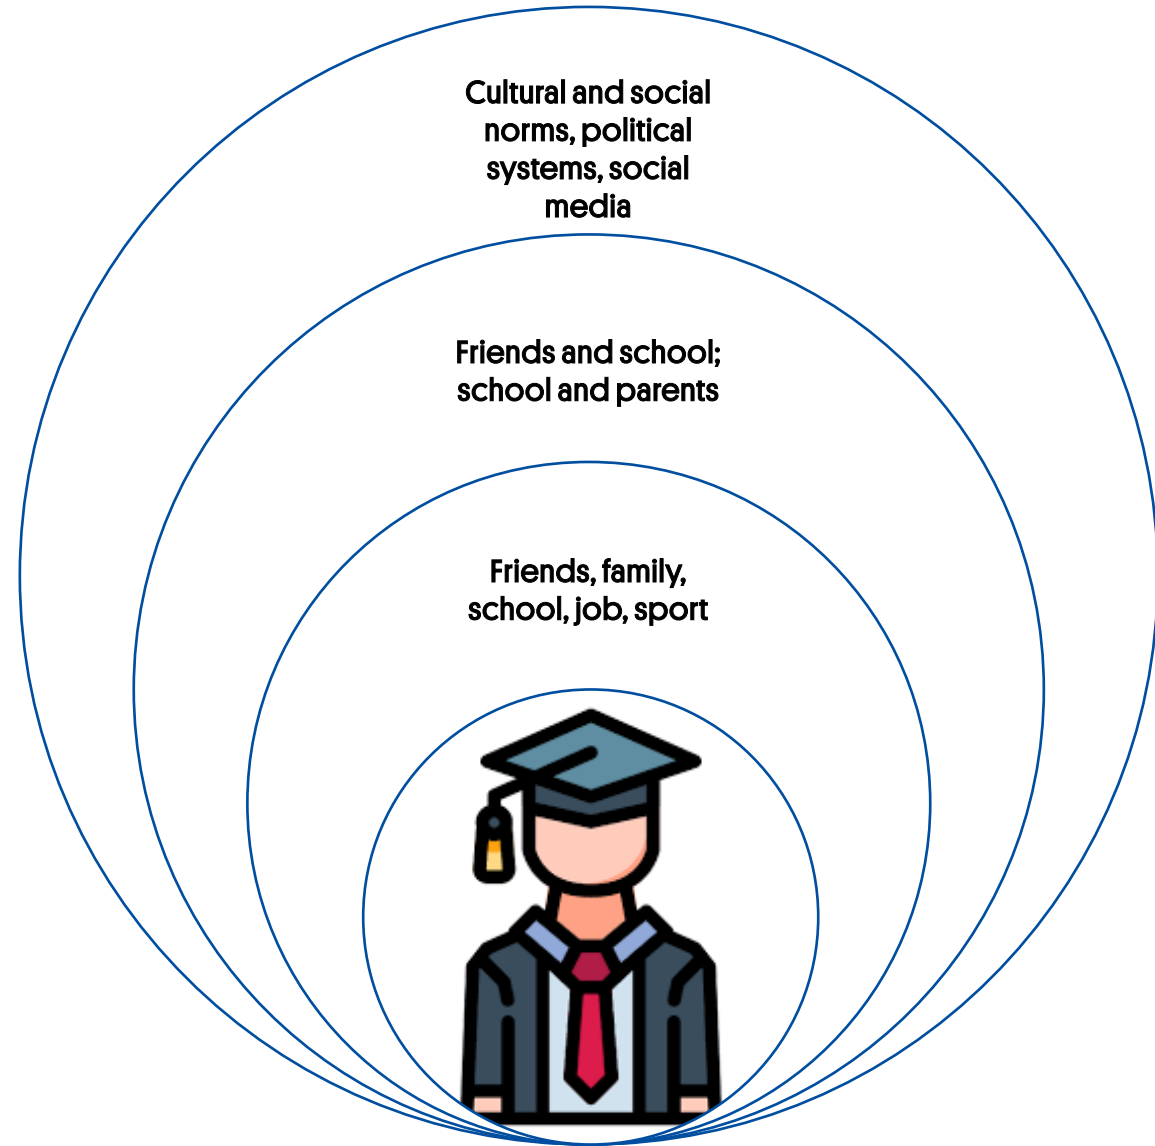 Cultural and social
norms, political
systems, social
media
Friends and school;
school and parents
Friends, family,
school, job, sport